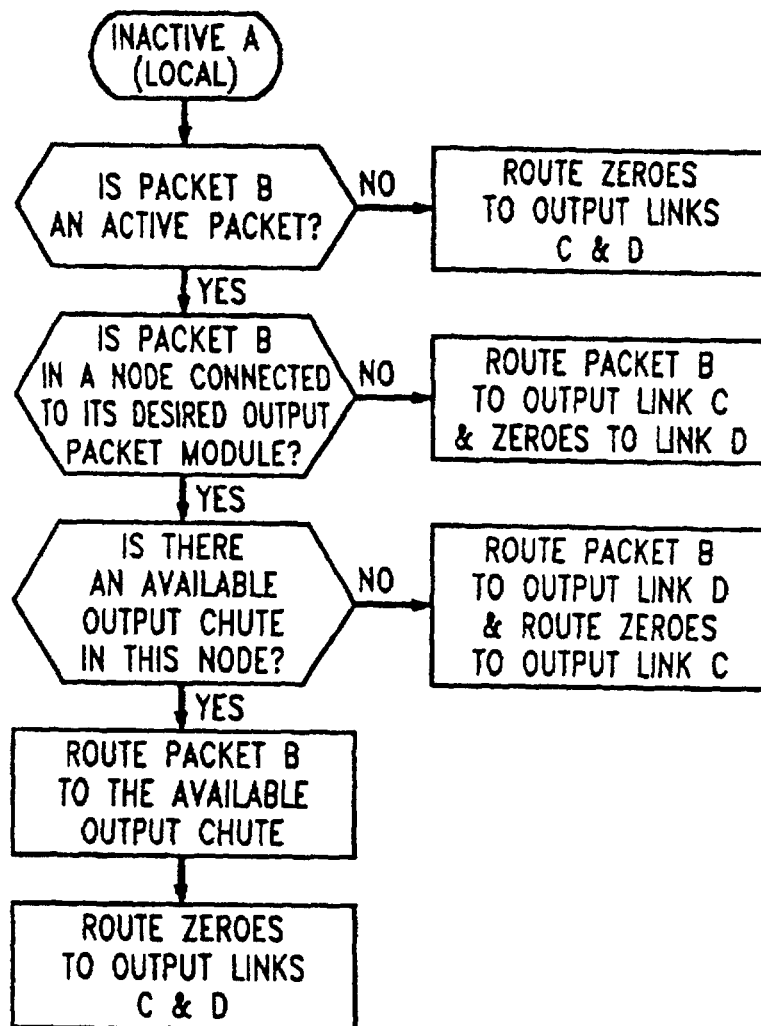 INACTIVE A
(LOCAL)
IS PACKET B
AN ACTIVE PACKET?
NO
ROUTE ZEROES
TO OUTPUT LINKS
C & D
YES
IS PACKET B
IN A NODE CONNECTED
TO ITS DESIRED OUTPUT
PACKET MODULE?
NO
ROUTE PACKET B
TO OUTPUT LINK C
& ZEROES TO LINK D
YES
IS THERE
AN AVAILABLE
OUTPUT CHUTE
IN THIS NODE?
NO
ROUTE PACKET B
TO OUTPUT LINK D
& ROUTE ZEROES
TO OUTPUT LINK C
YES
ROUTE PACKET B
TO THE AVAILABLE
OUTPUT CHUTE
ROUTE ZEROES
TO OUTPUT LINKS
C & D